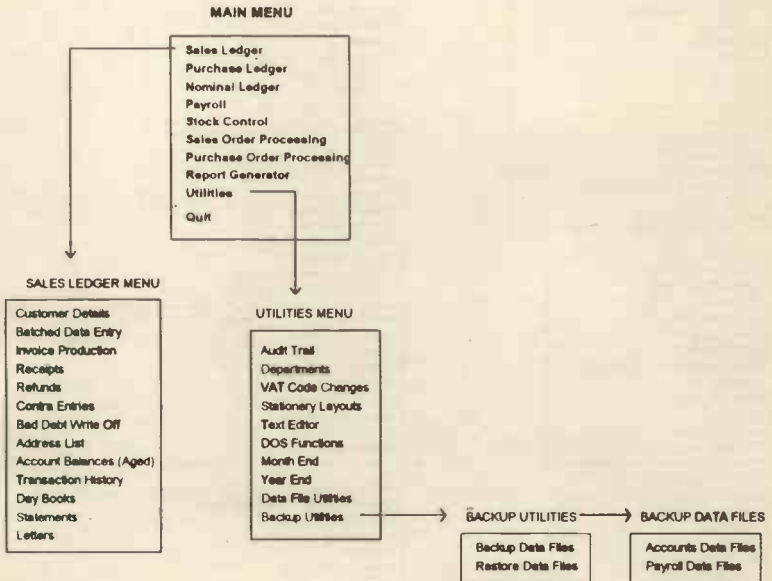 MAIN MENU
Sales Ledger
Purchase Ledger
Nominal Ledger
Payroll
Stock Control
Sales Order Processing
Purchase Order Processing
Report Generator
Utilities
Quit
SALES LEDGER MENU
Customer Details
Batched Data Entry
Invoice Production
Receipts
Refunds
Contra Entries
Bad Debt Write Off
Address List
Account Balances (Aged)
Transaction History
Day Books
Statements
Letters
UTILITIES MENU
Audit Trail
Departments
VAT Code Changes
Stationery Layouts
Text Editor
DOS Functions
Month End
Year End
Data File Utilities
Backup Utilities
BACKUP UTILITIES
Backup Data Files
Restore Data Files
BACKUP DATA FILES
Accounts Data Files
Payroll Data Files